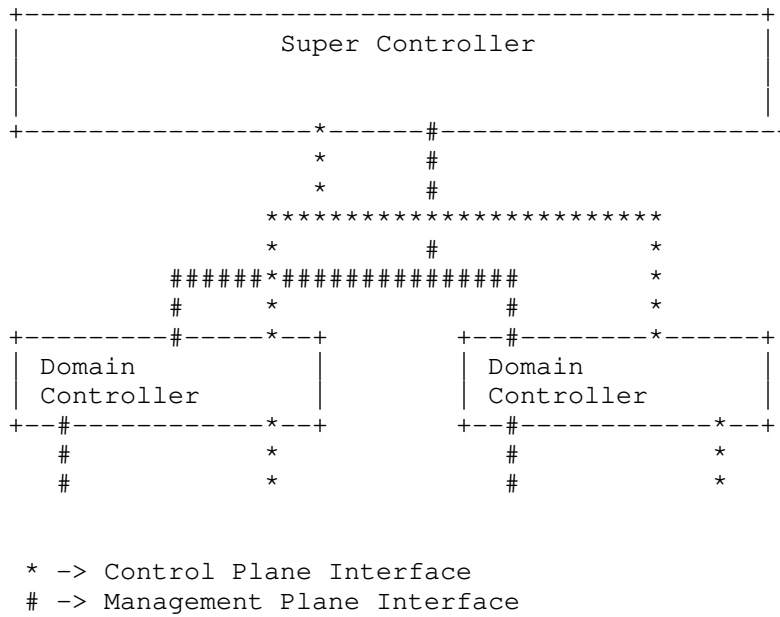 Super Controller
Domain Domain
Controller Controller
* -> Control Plane Interface
# -> Management Plane Interface